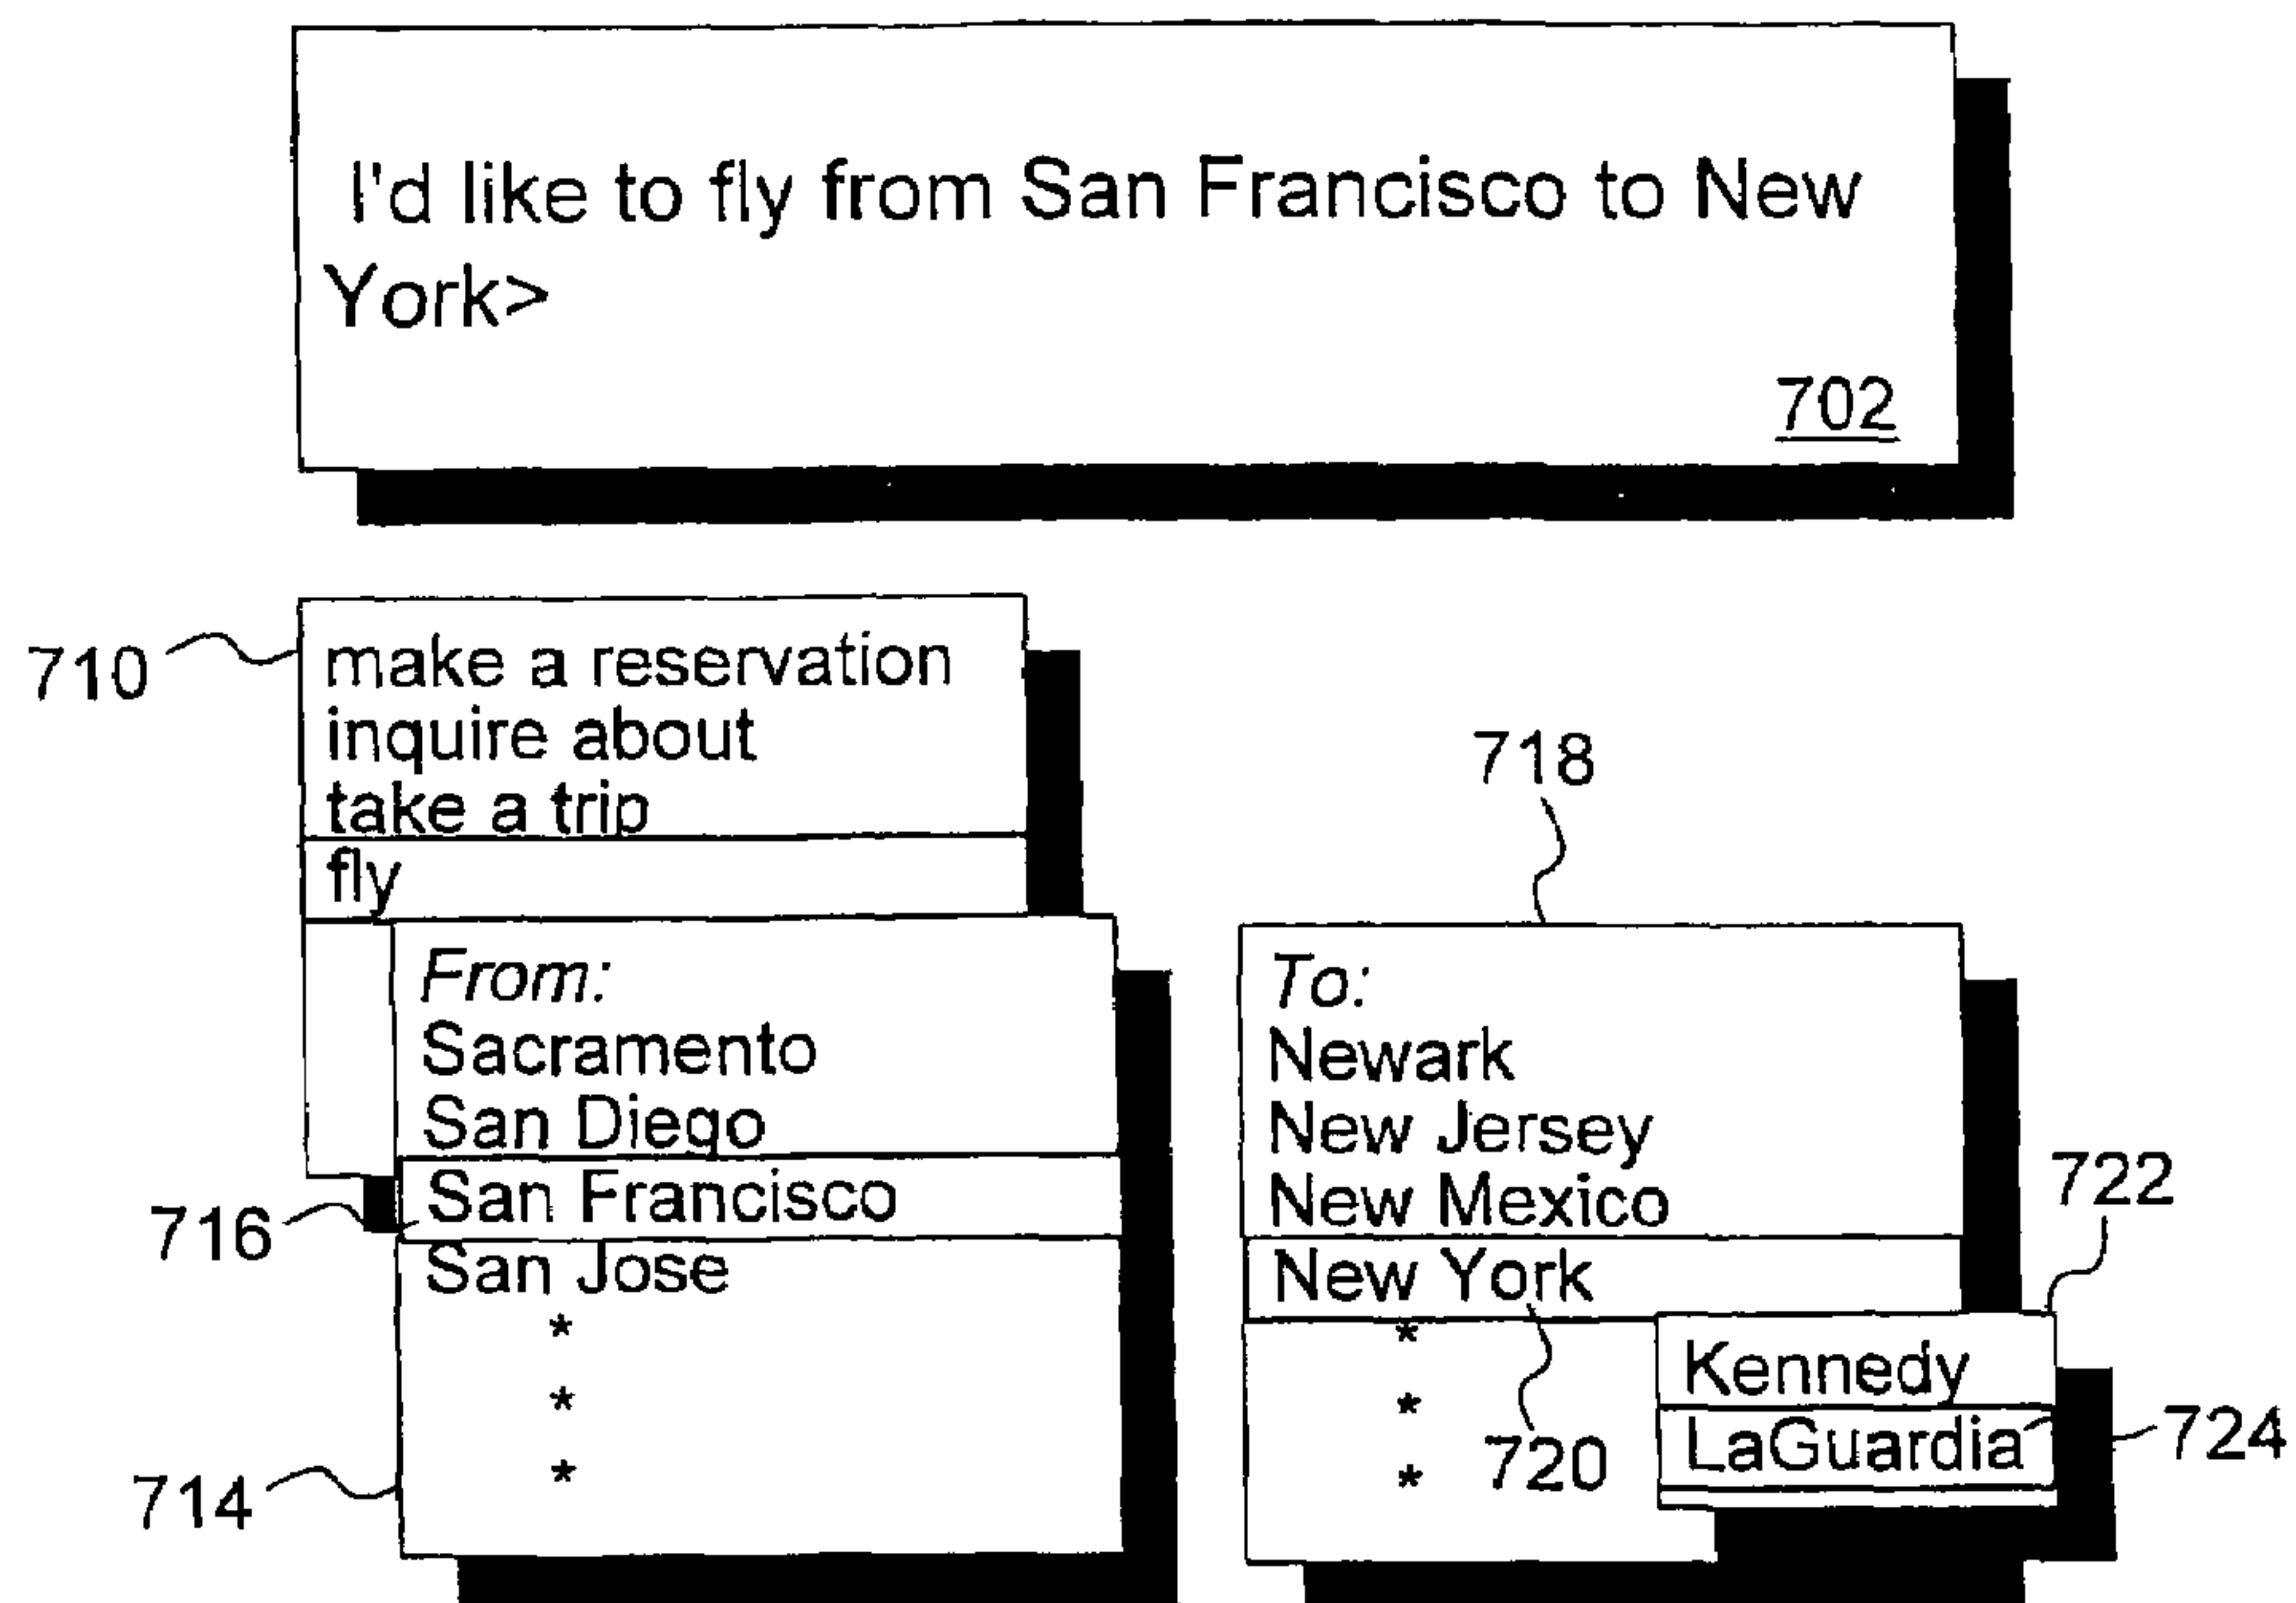 I'd like to fly from San Francisco to New
York>
702
710
make a reservation
inquire about
take a trip
fly
From:
Sacramento
San Diego
San Francisco
San Jose
*
*
*
716
714
718
To:
Newark
New Jersey
New Mexico
New York
*
*
*
720
722
Kennedy
LaGuardia
724